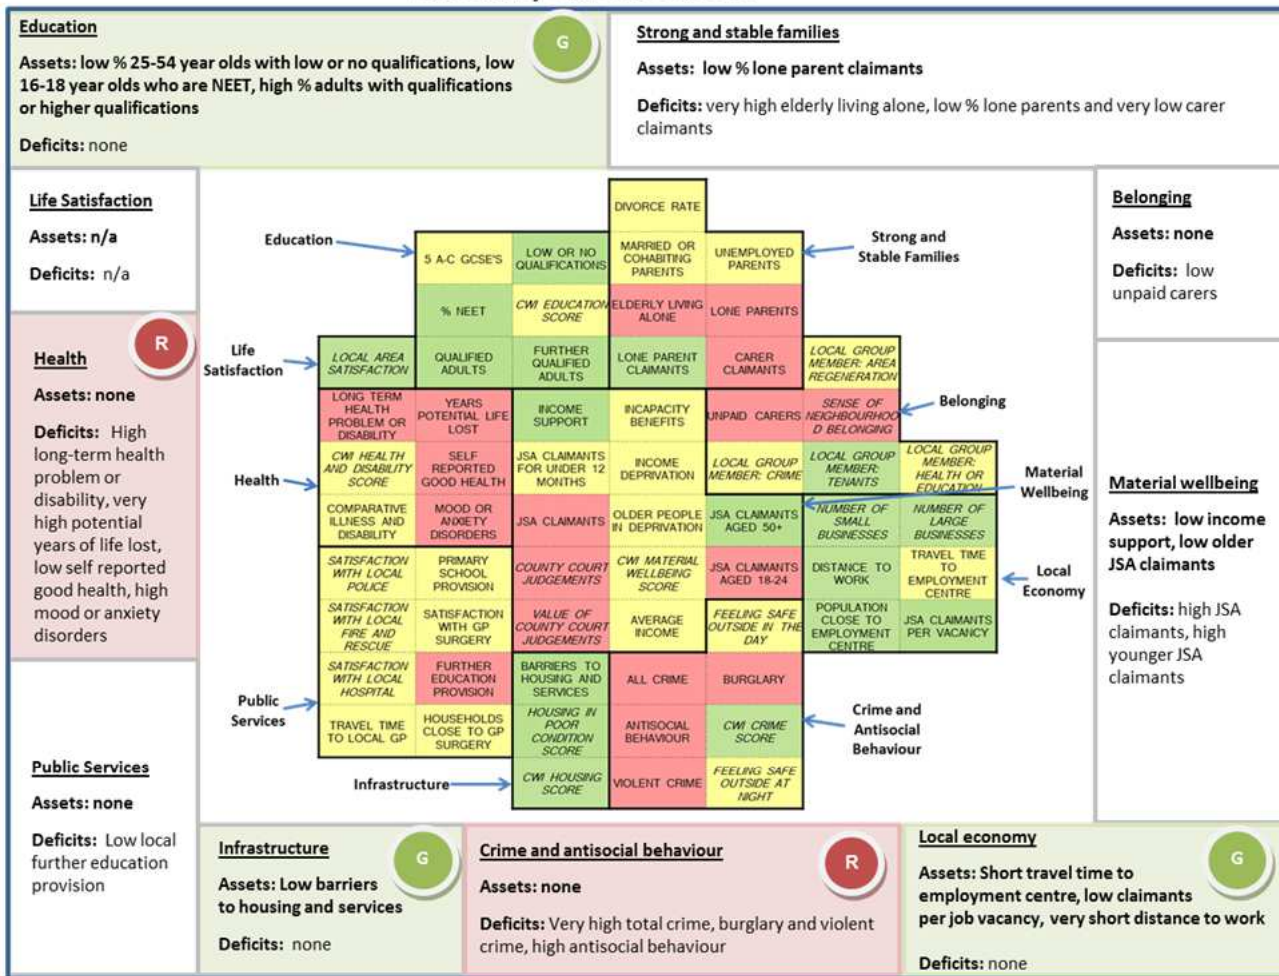 Education
G
Assets: low % 25-54 year olds with low or no qualifications, low
16-18 year olds who are NEET, high % adults with qualifications
or higher qualifications
Deficits: none
Strong and stable families
Assets: low % lone parent claimants
Deficits: very high elderly living alone, low % lone parents and very low carer
claimants
Life Satisfaction
Assets: n/a
Deficits: n/a
R
Health
Assets: none
Deficits: High
long-term health
problem or
disability, very
high potential
years of life lost,
low self reported
good health, high
mood or anxiety
disorders
Public Services
Assets: none
Deficits: Low local
further education
provision
Education
Life
Satisfaction
Health
Public
Services
Infrastructure
DIVORCE RATE
5 A-C GCSE'S
LOW OR NO
QUALIFICATIONS
MARRIED OR
COHABITING
PARENTS
UNEMPLOYED
PARENTS
% NEET
CWI EDUCATION
SCORE
ELDERLY LIVING
ALONE
LONE PARENTS
LOCAL AREA
SATISFACTION
QUALIFIED
ADULTS
FURTHER
QUALIFIED
ADULTS
LONE PARENT
CLAIMANTS
CARER
CLAIMANTS
LOCAL GROUP
MEMBER: AREA
REGENERATION
LONG TERM
HEALTH
PROBLEM OR
DISABILITY
YEARS
POTENTIAL LIFE
LOST
INCOME
SUPPORT
INCAPACITY
BENEFITS
UNPAID CARERS
SENSE OF
NEIGHBOURHOO
D BELONGING
CWI HEALTH
AND DISABILITY
SCORE
SELF
REPORTED
GOOD HEALTH
JSA CLAIMANTS
FOR UNDER 12
MONTHS
INCOME
DEPRIVATION
LOCAL GROUP
MEMBER: CRIME
LOCAL GROUP
MEMBER:
TENANTS
LOCAL GROUP
MEMBER:
HEALTH OR
EDUCATION
COMPARATIVE
ILLNESS AND
DISABILITY
MOOD OR
ANXIETY
DISORDERS
JSA CLAIMANTS
OLDER PEOPLE
IN DEPRIVATION
JSA CLAIMANTS
AGED 50+
NUMBER OF
SMALL
BUSINESSES
NUMBER OF
LARGE
BUSINESSES
SATISFACTION
WITH LOCAL
POLICE
PRIMARY
SCHOOL
PROVISION
COUNTY COURT
JUDGEMENTS
CWI MATERIAL
WELLBEING
SCORE
JSA CLAIMANTS
AGED 18-24
DISTANCE TO
WORK
TRAVEL TIME
TO
EMPLOYMENT
CENTRE
SATISFACTION
WITH LOCAL
FIRE AND
RESCUE
SATISFACTION
WITH GP
SURGERY
VALUE OF
COUNTY COURT
JUDGEMENTS
AVERAGE
INCOME
FEELING SAFE
OUTSIDE IN THE
DAY
POPULATION
CLOSE TO
EMPLOYMENT
CENTRE
JSA CLAIMANTS
PER VACANCY
SATISFACTION
WITH LOCAL
HOSPITAL
FURTHER
EDUCATION
PROVISION
BARRIERS TO
HOUSING AND
SERVICES
ALL CRIME
BURGLARY
TRAVEL TIME
TO LOCAL GP
HOUSEHOLDS
CLOSE TO GP
SURGERY
HOUSING IN
POOR
CONDITION
SCORE
ANTISOCIAL
BEHAVIOUR
CWI CRIME
SCORE
CWI HOUSING
SCORE
VIOLENT CRIME
FEELING SAFE
OUTSIDE AT
NIGHT
Strong and
Stable Families
Belonging
Material
Wellbeing
Local
Economy
Crime and
Antisocial
Behaviour
Belonging
Assets: none
Deficits: low
unpaid carers
Material wellbeing
Assets: low income
support, low older
JSA claimants
Deficits: high JSA
claimants, high
younger JSA
claimants
Infrastructure
G
Assets: Low barriers
to housing and services
Deficits: none
Crime and antisocial behaviour
R
Assets: none
Deficits: Very high total crime, burglary and violent
crime, high antisocial behaviour
Local economy
G
Assets: Short travel time to
employment centre, low claimants
per job vacancy, very short distance to work
Deficits: none